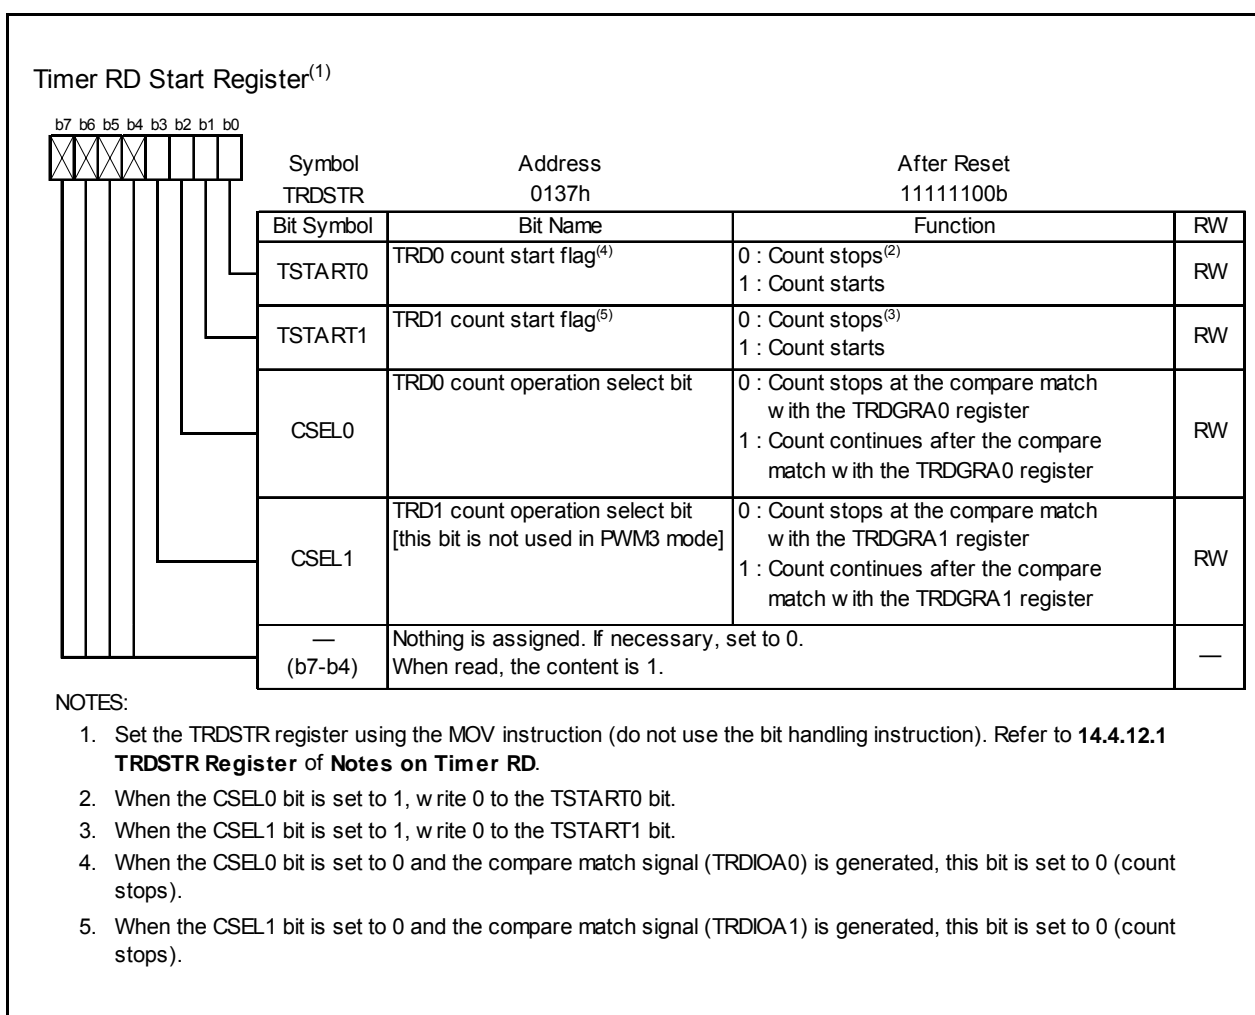 Timer RD Start Register(1)
b7 b6 b5 b4 b3 b2 b1 b0
Symbol Address After Reset
TRDSTR 0137h 11111100b
Bit Symbol Bit Name Function RW
TSTART0 TRD0 count start flag(4) 0 : Count stops(2) RW
1 : Count starts
TSTART1 TRD1 count start flag(5) 0 : Count stops(3) RW
1 : Count starts
CSEL0 TRD0 count operation select bit 0 : Count stops at the compare match RW
with the TRDGRA0 register
1 : Count continues after the compare
match with the TRDGRA0 register
CSEL1 TRD1 count operation select bit 0 : Count stops at the compare match RW
[this bit is not used in PWM3 mode] with the TRDGRA1 register
1 : Count continues after the compare
match with the TRDGRA1 register
— Nothing is assigned. If necessary, set to 0. —
(b7-b4) When read, the content is 1.
NOTES:
1. Set the TRDSTR register using the MOV instruction (do not use the bit handling instruction). Refer to 14.4.12.1
TRDSTR Register of Notes on Timer RD.
2. When the CSEL0 bit is set to 1, write 0 to the TSTART0 bit.
3. When the CSEL1 bit is set to 1, write 0 to the TSTART1 bit.
4. When the CSEL0 bit is set to 0 and the compare match signal (TRDIOA0) is generated, this bit is set to 0 (count
stops).
5. When the CSEL1 bit is set to 0 and the compare match signal (TRDIOA1) is generated, this bit is set to 0 (count
stops).